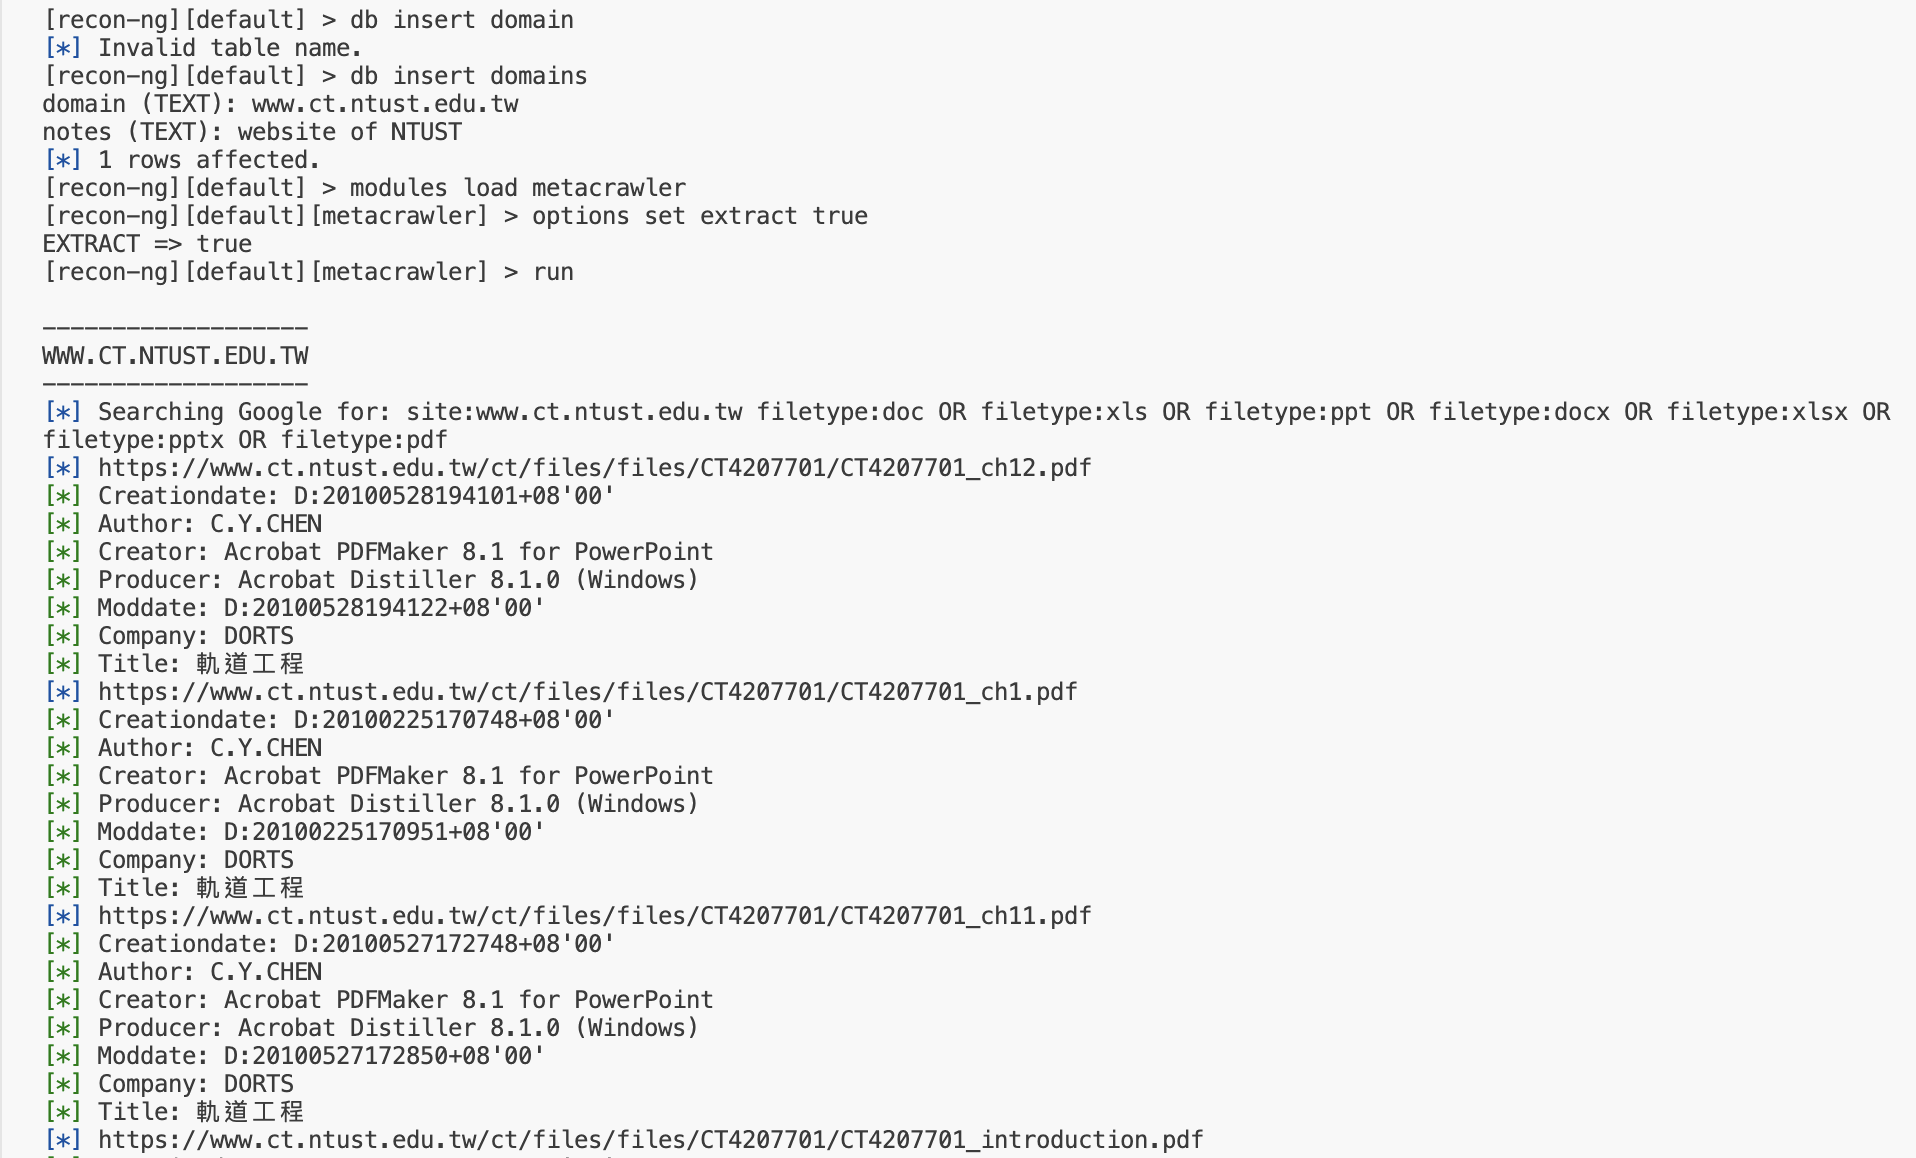 [recon-ng][default] > db insert domain
[*] Invalid table name.
[recon-ng][default] > db insert domains
domain (TEXT): www.ct.ntust.edu.tw
notes (TEXT): website of NTUST
[*] 1 rows affected.
[recon-ng][default] > modules load metacrawler
[recon-ng][default][metacrawler] > options set extract true
EXTRACT => true
[recon-ng][default][metacrawler] > run
-------------------
WWW.CT.NTUST.EDU.TW
-------------------
[*] Searching Google for: site:www.ct.ntust.edu.tw filetype:doc OR filetype:xls OR filetype:ppt OR filetype:docx OR filetype:xlsx OR
filetype:pptx OR filetype:pdf
[*] https://www.ct.ntust.edu.tw/ct/files/files/CT4207701/CT4207701_ch12.pdf
[*] Creationdate: D:20100528194101+08'00'
[*] Author: C.Y.CHEN
[*] Creator: Acrobat PDFMaker 8.1 for PowerPoint
[*] Producer: Acrobat Distiller 8.1.0 (Windows)
[*] Moddate: D:20100528194122+08'00'
[*] Company: DORTS
[*] Title: 軌道工程
[*] https://www.ct.ntust.edu.tw/ct/files/files/CT4207701/CT4207701_ch1.pdf
[*] Creationdate: D:20100225170748+08'00'
[*] Author: C.Y.CHEN
[*] Creator: Acrobat PDFMaker 8.1 for PowerPoint
[*] Producer: Acrobat Distiller 8.1.0 (Windows)
[*] Moddate: D:20100225170951+08'00'
[*] Company: DORTS
[*] Title: 軌道工程
[*] https://www.ct.ntust.edu.tw/ct/files/files/CT4207701/CT4207701_ch11.pdf
[*] Creationdate: D:20100527172748+08'00'
[*] Author: C.Y.CHEN
[*] Creator: Acrobat PDFMaker 8.1 for PowerPoint
[*] Producer: Acrobat Distiller 8.1.0 (Windows)
[*] Moddate: D:20100527172850+08'00'
[*] Company: DORTS
[*] Title: 軌道工程
[*] https://www.ct.ntust.edu.tw/ct/files/files/CT4207701/CT4207701_introduction.pdf